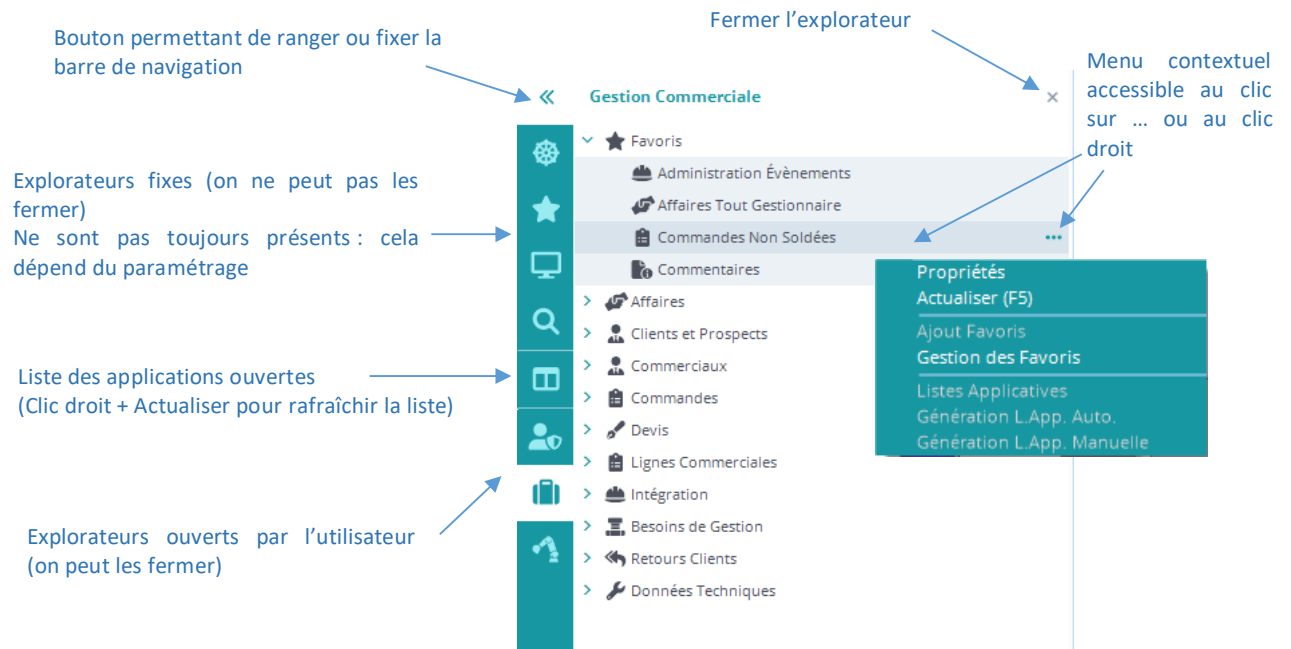 Fermer l’explorateur
Bouton permettant de ranger ou fixer la
barre de navigation
Menu contextuel
accessible au clic
sur … ou au clic
droit
Gestion Commerciale
Favoris
Administration Évènements
Affaires Tout Gestionnaire
Commandes Non Soldées
Commentaires
Affaires
Clients et Prospects
Commerciaux
Commandes
Devis
Lignes Commerciales
Intégration
Besoins de Gestion
Retours Clients
Données Techniques
Propriétés
Actualiser (F5)
Ajout Favoris
Gestion des Favoris
Listes Applicatives
Génération L.App. Auto.
Génération L.App. Manuelle
Explorateurs fixes (on ne peut pas les
fermer)
Ne sont pas toujours présents : cela
dépend du paramétrage
Liste des applications ouvertes
(Clic droit + Actualiser pour rafraîchir la liste)
Explorateurs ouverts par l’utilisateur
(on peut les fermer)